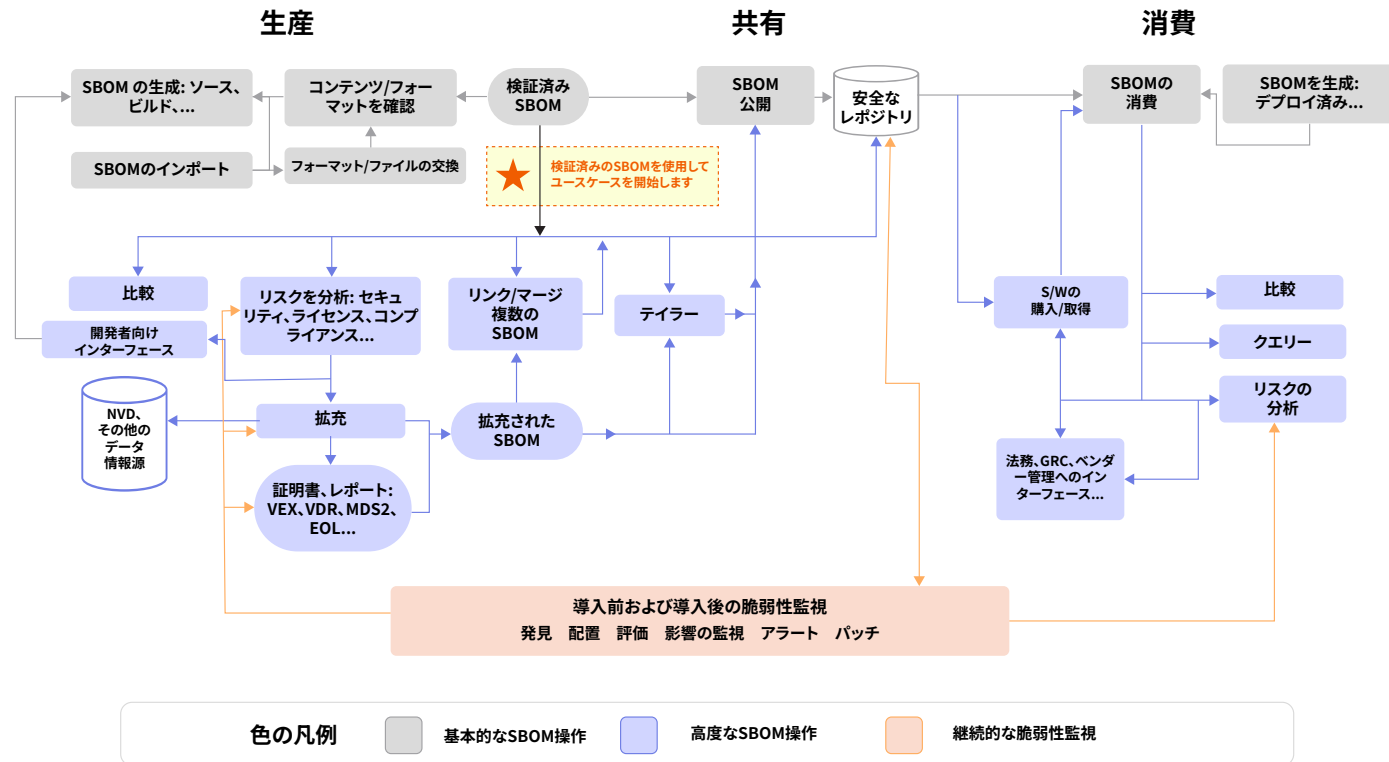 生産
共有
消費
SBOM の生成: ソース、
ビルド、...
コンテンツ/フォー
マットを確認
検証済み
SBOM
SBOM
公開
安全な
レポジトリ
SBOMの
消費
SBOMを生成:
デプロイ済み...
SBOMのインポート
フォーマット/ファイルの交換
検証済みのSBOMを使用して
ユースケースを開始します
比較
リスクを分析: セキュ
リティ、ライセンス、コンプ
ライアンス...
リンク/マージ
複数の
SBOM
テイラー
S/Wの
購入/取得
比較
開発者向け
インターフェース
クエリー
NVD、
その他の
データ
情報源
拡充
拡充された
SBOM
リスクの
分析
証明書、レポート:
VEX、VDR、MDS2、
EOL...
法務、GRC、ベンダ
ー管理へのイン
ターフェース...
導入前および導入後の脆弱性監視
発見 配置 評価 影響の監視 アラート パッチ
色の凡例
基本的なSBOM操作
高度なSBOM操作
継続的な脆弱性監視